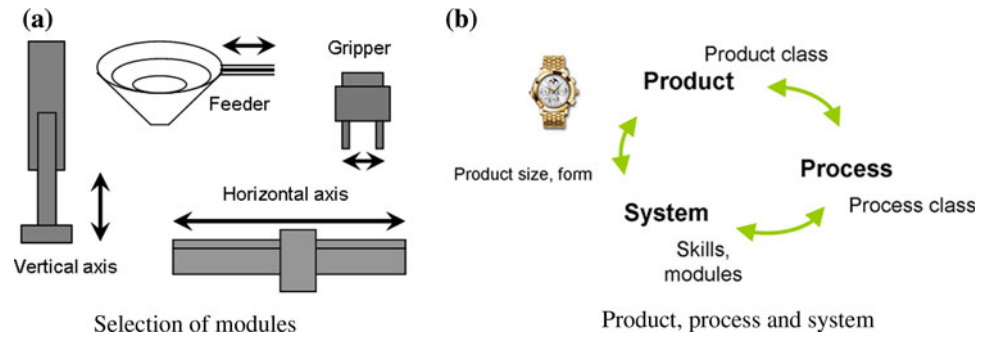 (a)
Feeder
Gripper
Horizontal axis
Vertical axis
Selection of modules
(b)
Product class
Product
Product size, form
Process
Process class
System
Skills,
modules
Product, process and system